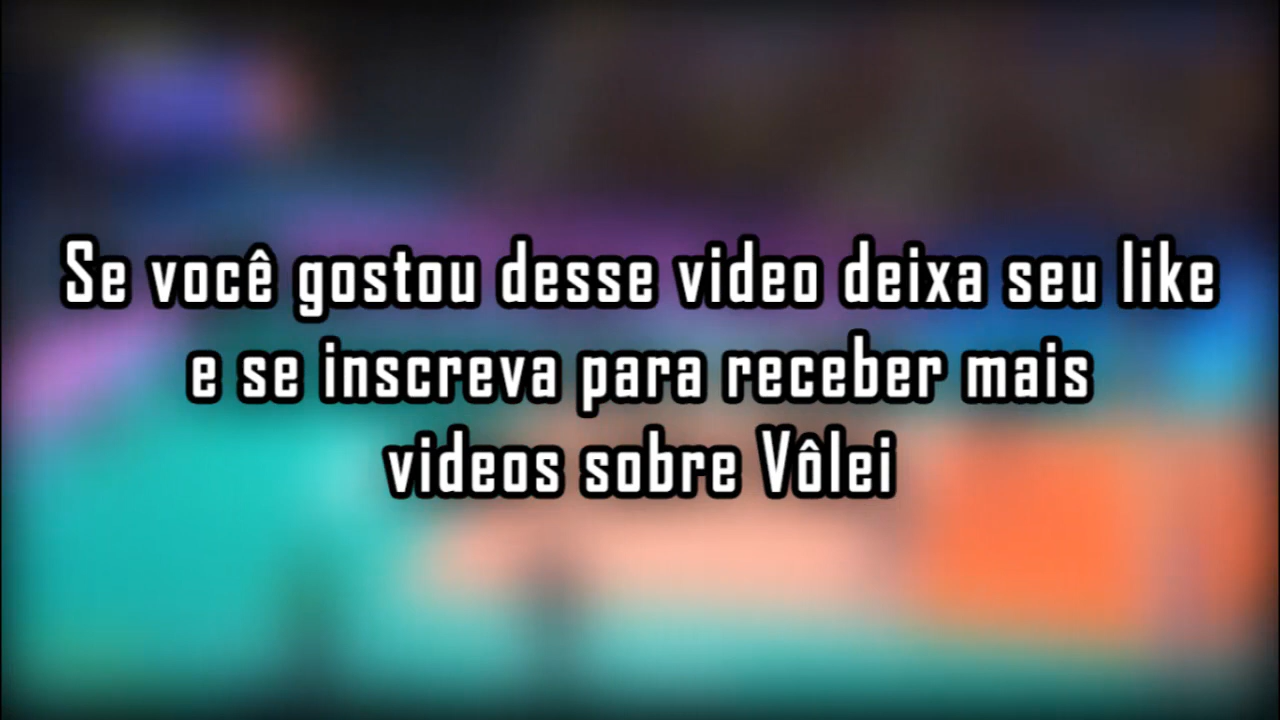 Se você gostou desse video deixa seu like
e se inscreva para receber mais
videos sobre Vôlei